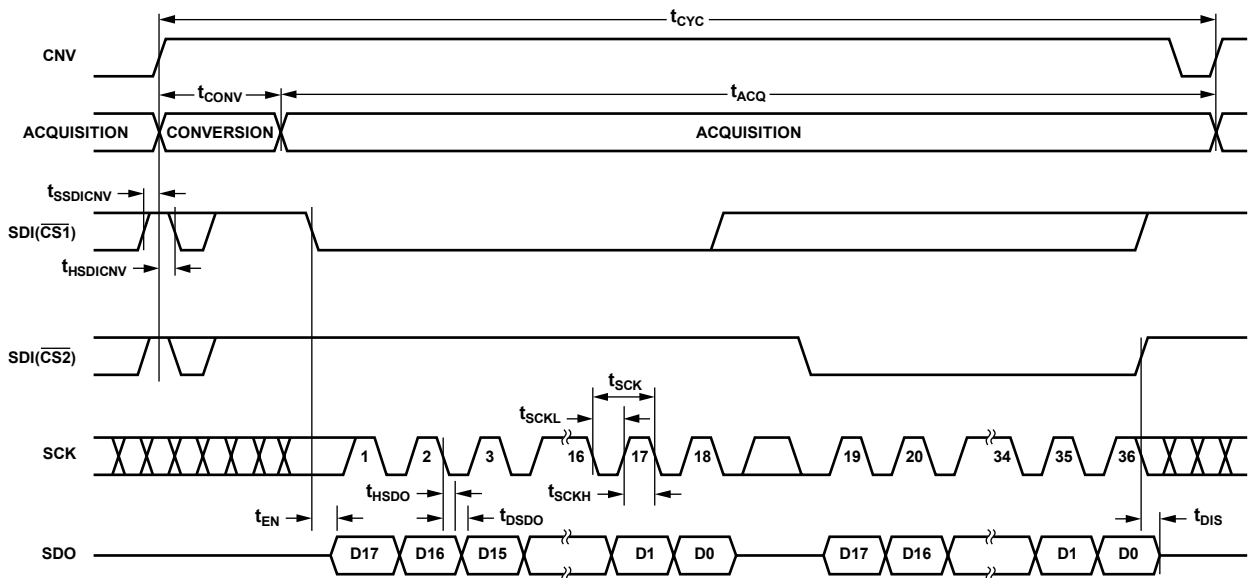 tCYC
CNV
tCONV
tACQ
ACQUISITION
CONVERSION
ACQUISITION
tSSDICNV
SDI(CS1)
tHSDICNV
SDI(CS2)
tSCK
tSCKL
SCK
1 2 3 16 17 18 19 20 34 35 36
tHSDO
tSCKH
tEN
tDSDO
tDIS
SDO
D17 D16 D15 D1 D0 D17 D16 D1 D0